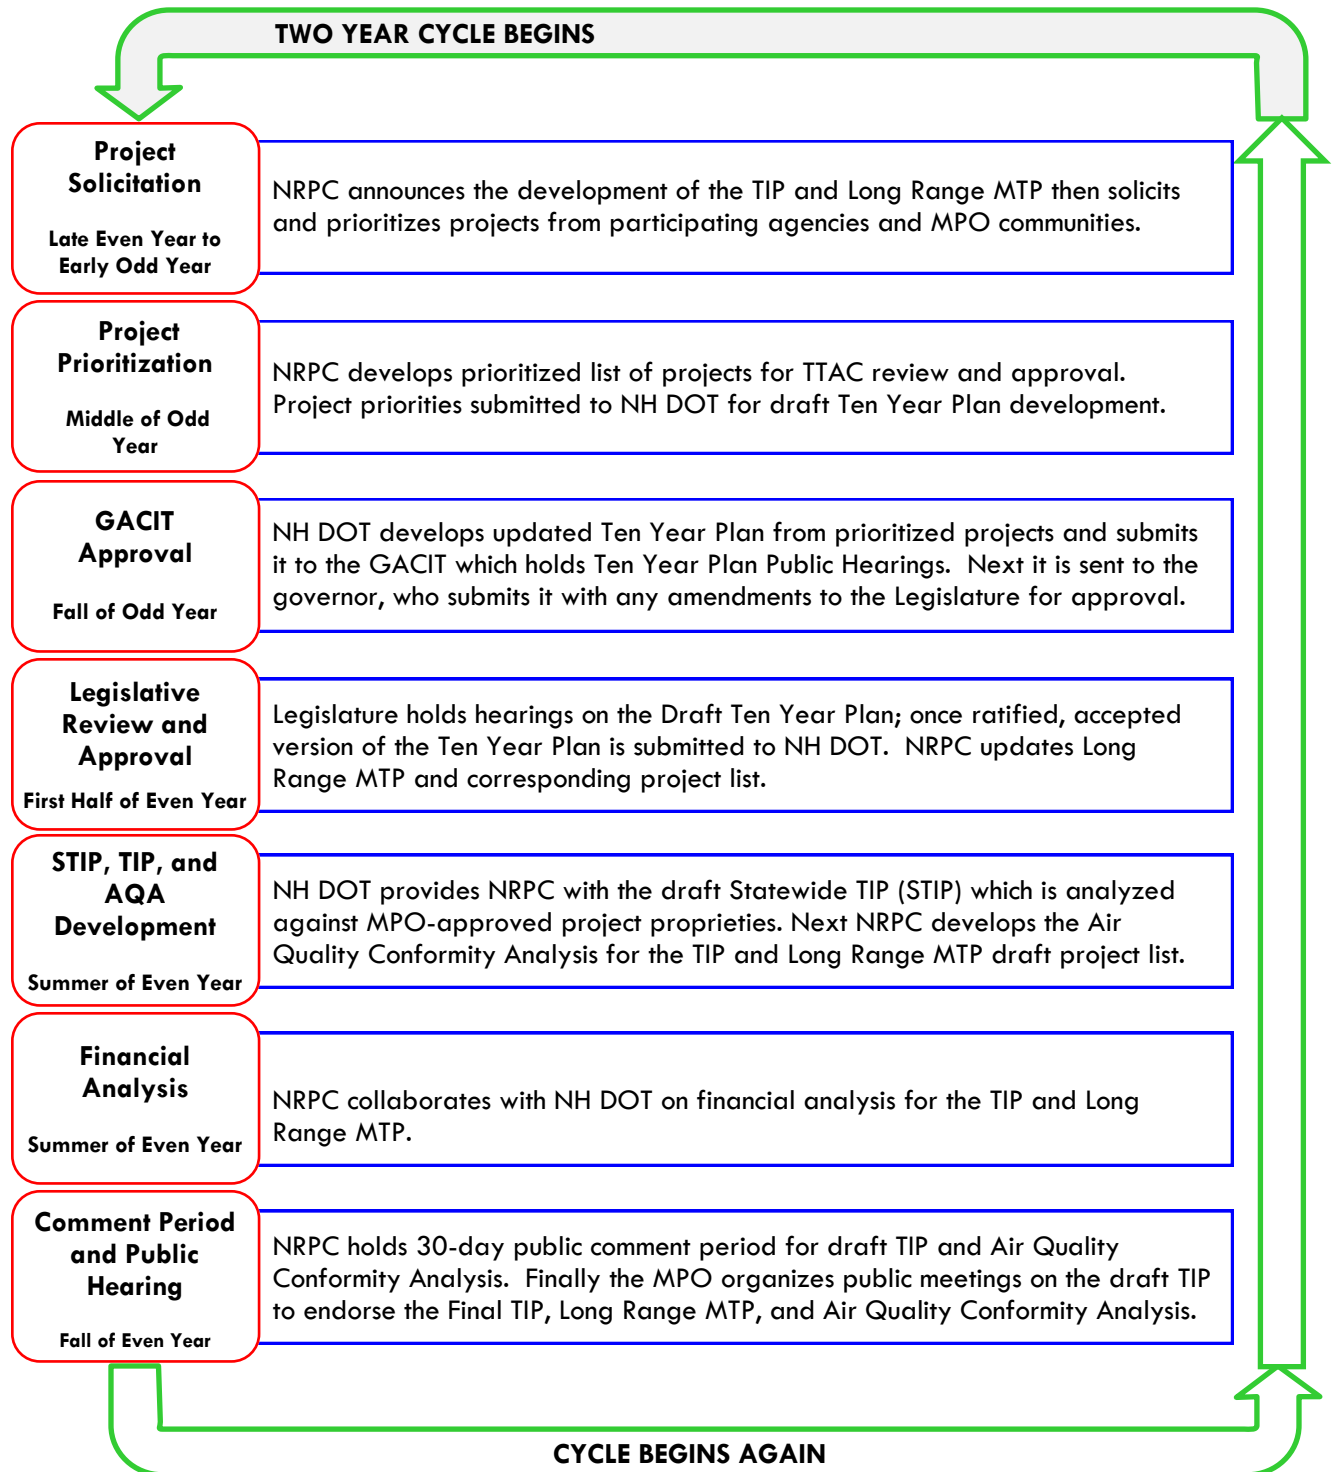 TWO YEAR CYCLE BEGINS
Project
Solicitation
Late Even Year to
Early Odd Year
NRPC announces the development of the TIP and Long Range MTP then solicits
and prioritizes projects from participating agencies and MPO communities.
Project
Prioritization
Middle of Odd
Year
NRPC develops prioritized list of projects for TTAC review and approval.
Project priorities submitted to NH DOT for draft Ten Year Plan development.
GACIT
Approval
Fall of Odd Year
NH DOT develops updated Ten Year Plan from prioritized projects and submits
it to the GACIT which holds Ten Year Plan Public Hearings.  Next it is sent to the
governor, who submits it with any amendments to the Legislature for approval.
Legislative
Review and
Approval
First Half of Even Year
Legislature holds hearings on the Draft Ten Year Plan; once ratified, accepted
version of the Ten Year Plan is submitted to NH DOT.  NRPC updates Long
Range MTP and corresponding project list.
STIP, TIP, and
AQA
Development
Summer of Even Year
NH DOT provides NRPC with the draft Statewide TIP (STIP) which is analyzed
against MPO-approved project proprieties. Next NRPC develops the Air
Quality Conformity Analysis for the TIP and Long Range MTP draft project list.
Financial
Analysis
Summer of Even Year
NRPC collaborates with NH DOT on financial analysis for the TIP and Long
Range MTP.
Comment Period
and Public
Hearing
Fall of Even Year
NRPC holds 30-day public comment period for draft TIP and Air Quality
Conformity Analysis.  Finally the MPO organizes public meetings on the draft TIP
to endorse the Final TIP, Long Range MTP, and Air Quality Conformity Analysis.
CYCLE BEGINS AGAIN